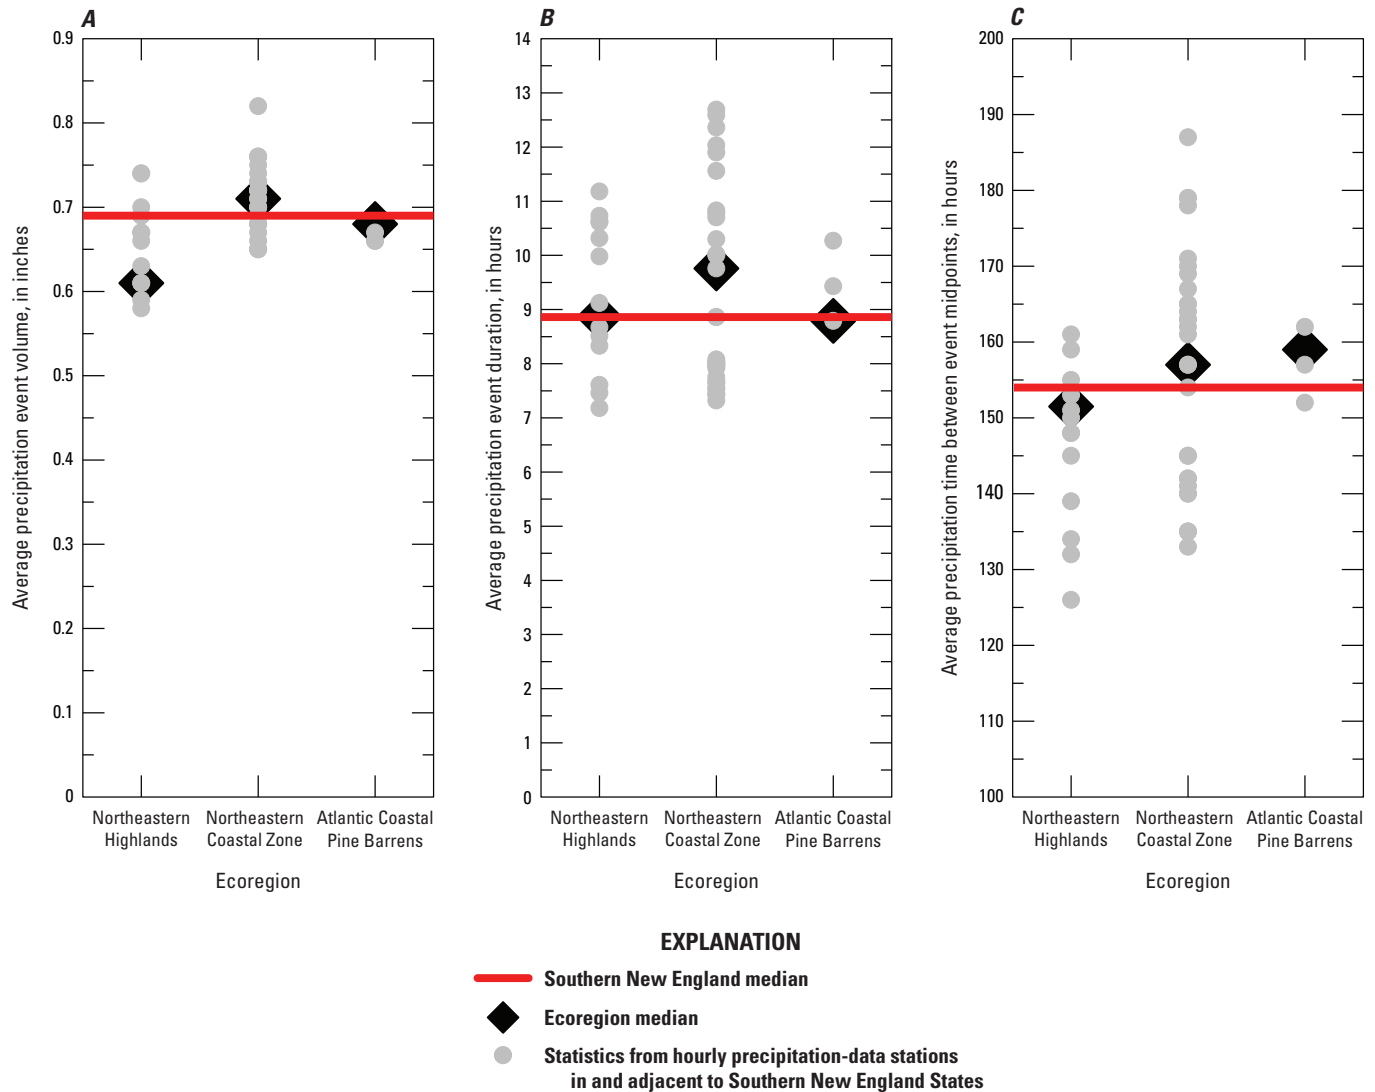 A
Average precipitation event volume, in inches
0.9
0.8
0.7
0.6
0.5
0.4
0.3
0.2
0.1
0
Northeastern
Highlands
Northeastern
Coastal Zone
Atlantic Coastal
Pine Barrens
Ecoregion
B
Average precipitation event duration, in hours
14
13
12
11
10
9
8
7
6
5
4
3
2
1
0
Northeastern
Highlands
Northeastern
Coastal Zone
Atlantic Coastal
Pine Barrens
Ecoregion
C
Average precipitation time between event midpoints, in hours
200
190
180
170
160
150
140
130
120
110
100
Northeastern
Highlands
Northeastern
Coastal Zone
Atlantic Coastal
Pine Barrens
Ecoregion
EXPLANATION
Southern New England median
Ecoregion median
Statistics from hourly precipitation-data stations
in and adjacent to Southern New England States